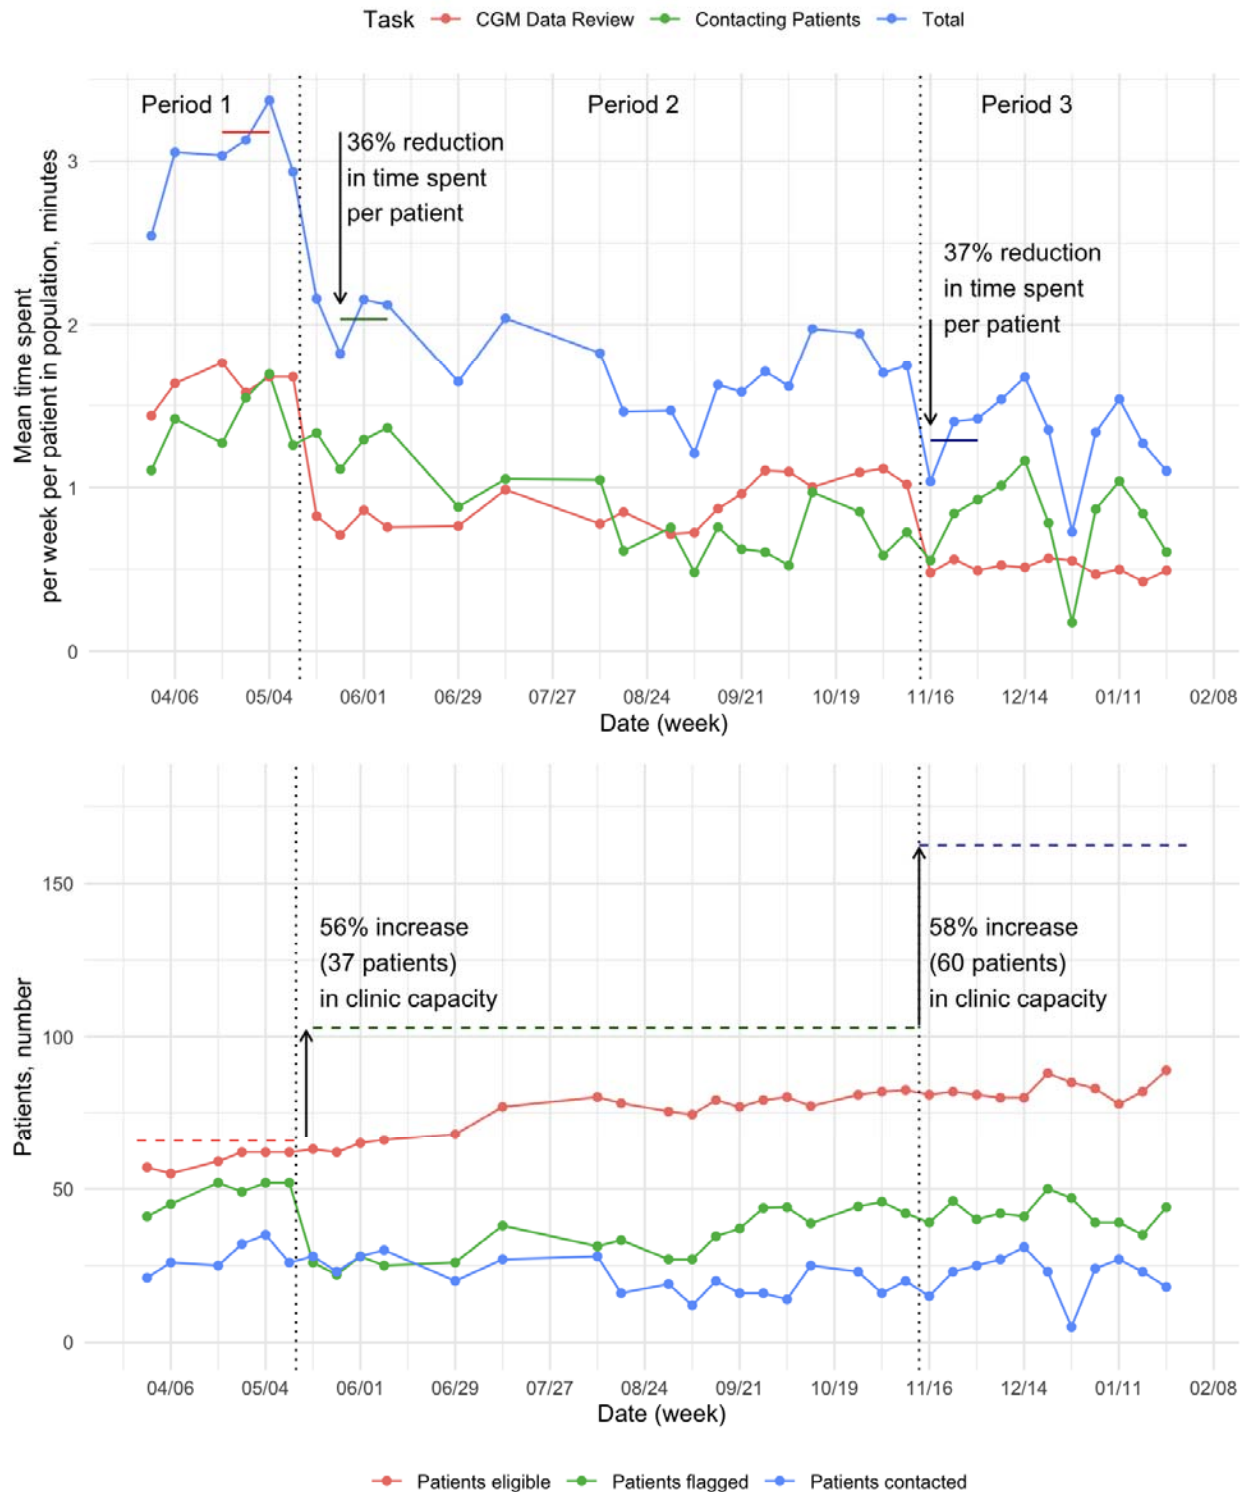 Task CGM Data Review Contacting Patients Total
Period 1 Period 2 Period 3
36% reduction
in time spent
per patient
37% reduction
in time spent
per patient
Mean time spent
per week per patient in population, minutes
3
2
1
0
04/06 05/04 06/01 06/29 07/27 08/24 09/21 10/19 11/16 12/14 01/11 02/08
Date (week)
56% increase
(37 patients)
in clinic capacity
58% increase
(60 patients)
in clinic capacity
Patients, number
150
100
50
0
04/06 05/04 06/01 06/29 07/27 08/24 09/21 10/19 11/16 12/14 01/11 02/08
Date (week)
Patients eligible Patients flagged Patients contacted